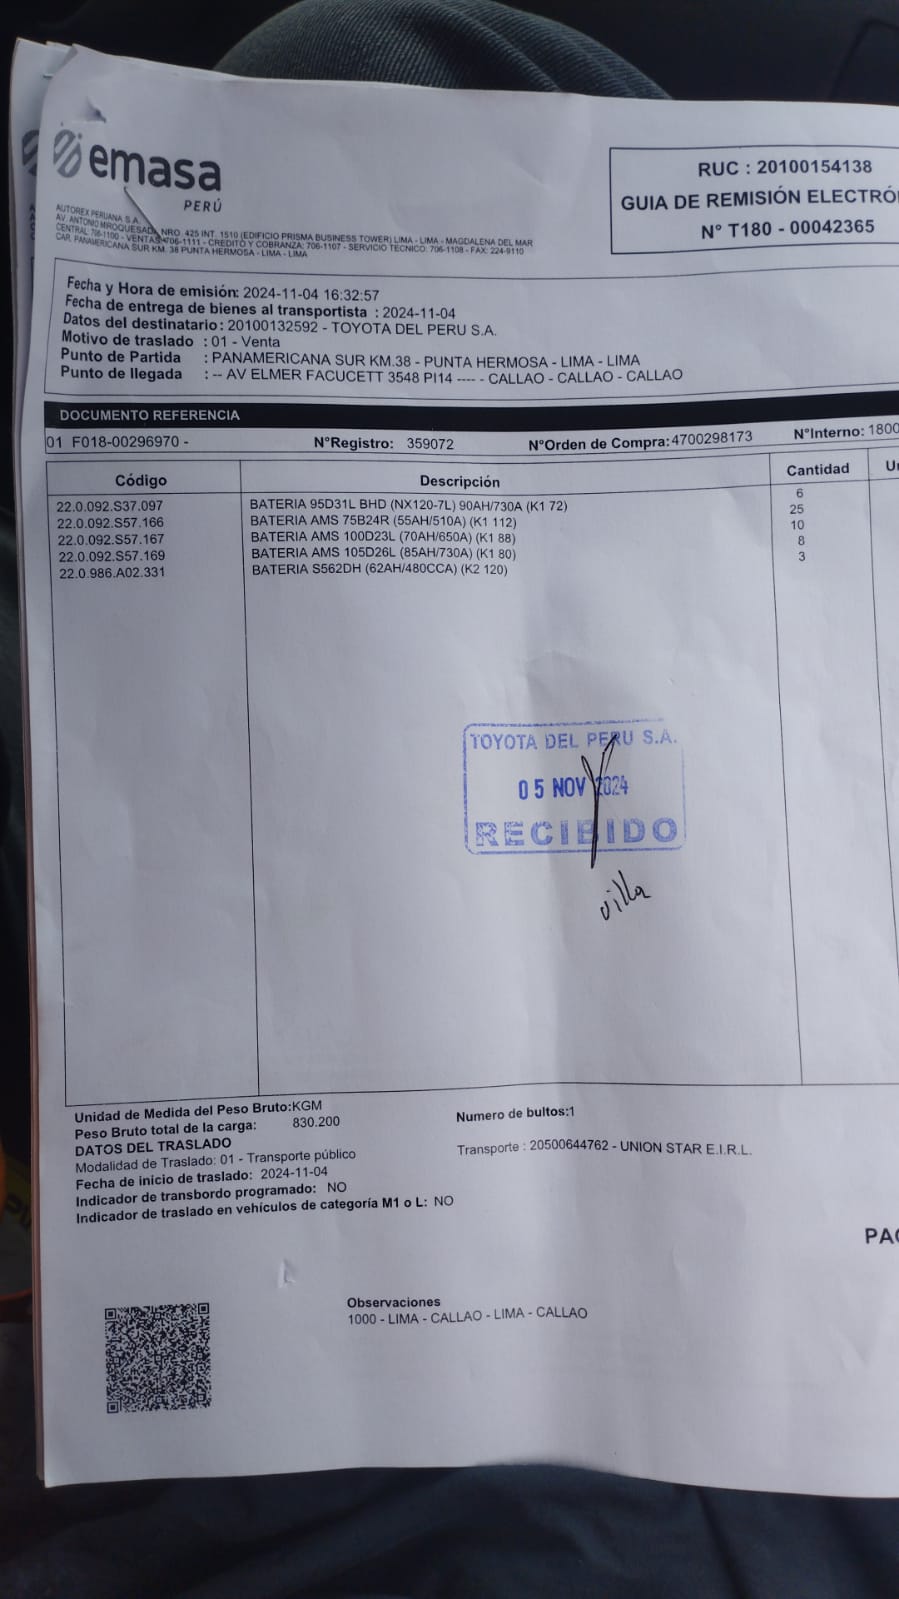 emasa
PERÚ
AUTOREX PERUANA S.A.
AV. ANTONIO MIROQUESADA NRO. 425 INT. 1510 (EDIFICIO PRISMA BUSINESS TOWER) LIMA - LIMA - MAGDALENA DEL MAR
CENTRAL 706-1100 - VENTAS 706-1111 - CREDITO Y COBRANZA: 706-1107 - SERVICIO TECNICO: 706-1108 - FAX: 224-9110
CAR. PANAMERICANA SUR KM. 38 PUNTA HERMOSA - LIMA - LIMA
RUC : 20100154138
GUIA DE REMISIÓN ELECTRÓ
N° T180 - 00042365
Fecha y Hora de emisión: 2024-11-04 16:32:57
Fecha de entrega de bienes al transportista : 2024-11-04
Datos del destinatario: 20100132592 - TOYOTA DEL PERU S.A.
Motivo de traslado : 01 - Venta
Punto de Partida : PANAMERICANA SUR KM.38 - PUNTA HERMOSA - LIMA - LIMA
Punto de llegada : -- AV ELMER FACUCETT 3548 PI14 ---- - CALLAO - CALLAO - CALLAO
DOCUMENTO REFERENCIA
01 F018-00296970 - N°Registro: 359072 N°Orden de Compra: 4700298173 N°Interno: 1800
Código Descripción Cantidad U
22.0.092.S37.097 BATERIA 95D31L BHD (NX120-7L) 90AH/730A (K1 72) 6
22.0.092.S57.166 BATERIA AMS 75B24R (55AH/510A) (K1 112) 25
22.0.092.S57.167 BATERIA AMS 100D23L (70AH/650A) (K1 88) 10
22.0.092.S57.169 BATERIA AMS 105D26L (85AH/730A) (K1 80) 8
22.0.986.A02.331 BATERIA S562DH (62AH/480CCA) (K2 120) 3
TOYOTA DEL PERU S.A.
05 NOV 2024
RECIBIDO
villa
Unidad de Medida del Peso Bruto:KGM
Peso Bruto total de la carga: 830.200
Numero de bultos:1
DATOS DEL TRASLADO
Modalidad de Traslado: 01 - Transporte público
Transporte : 20500644762 - UNION STAR E.I.R.L.
Fecha de inicio de traslado: 2024-11-04
Indicador de transbordo programado: NO
Indicador de traslado en vehículos de categoría M1 o L: NO
PAG
Observaciones
1000 - LIMA - CALLAO - LIMA - CALLAO